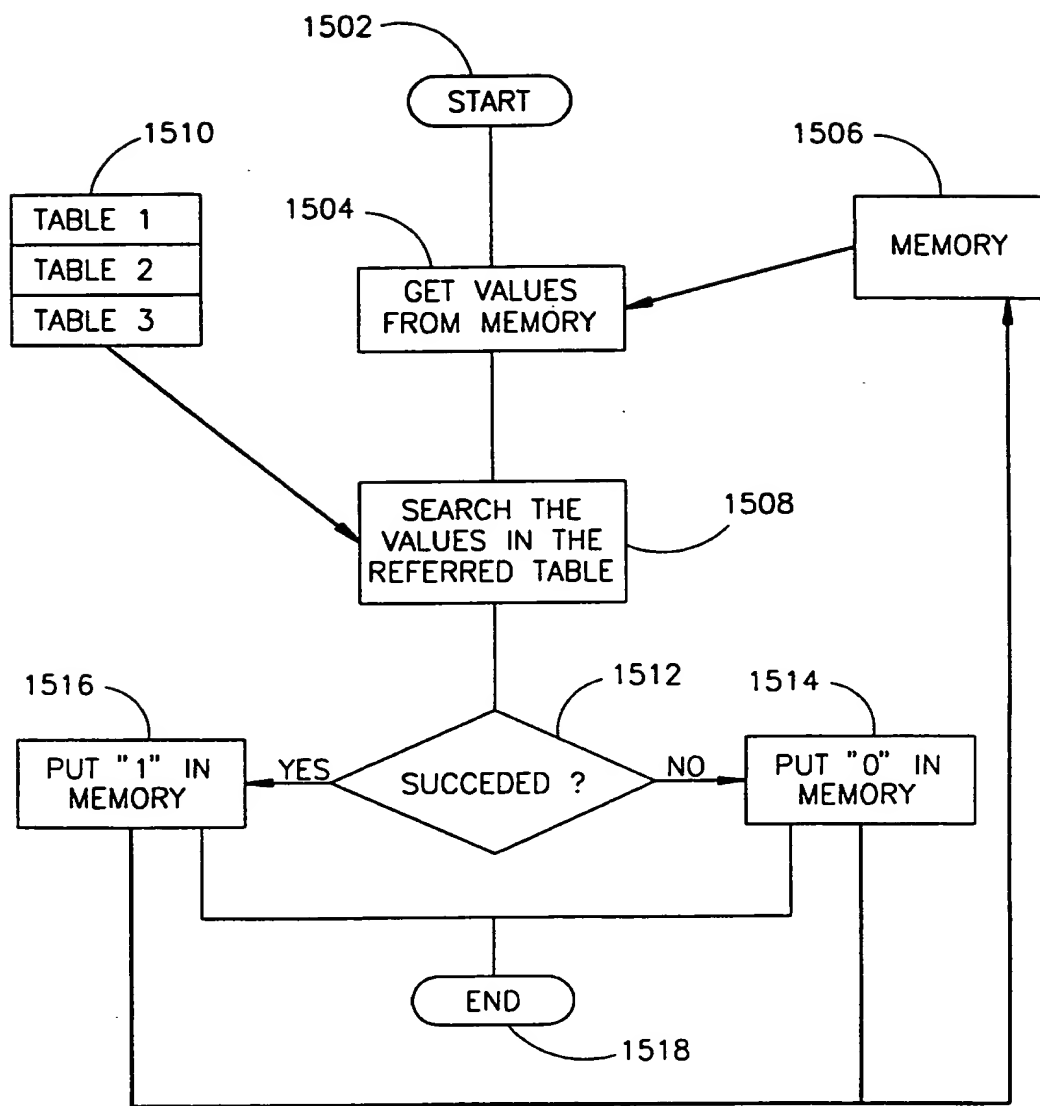 1502
START
1510
1506
TABLE 1
TABLE 2
TABLE 3
1504
MEMORY
GET VALUES
FROM MEMORY
SEARCH THE
VALUES IN THE
REFERRED TABLE
1508
1516
1512
1514
PUT "1" IN
MEMORY
YES
SUCCEDED ?
NO
PUT "0" IN
MEMORY
END
1518